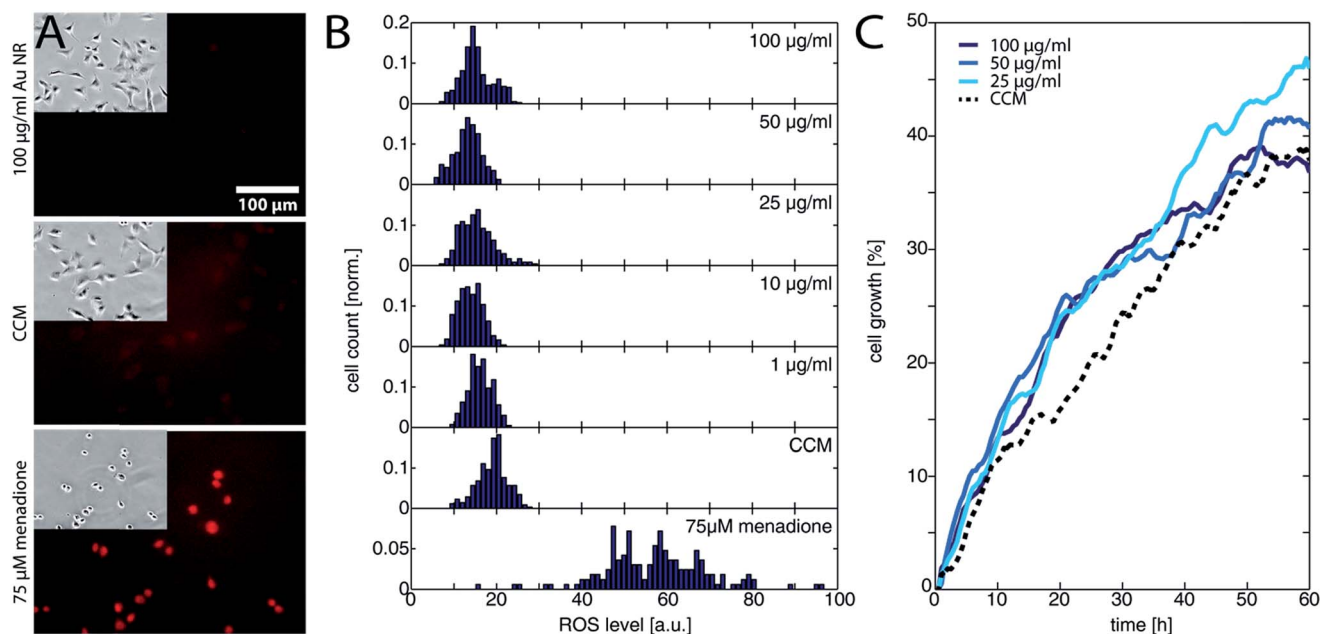 A
100 µg/ml Au NR
100 µm
CCM
75 µM menadione
B
cell count [norm.]
0.2
0.1
0
100 µg/ml
0.1
0
50 µg/ml
0.1
0
25 µg/ml
0.1
0
10 µg/ml
0.1
0
1 µg/ml
0.1
0
CCM
0.05
0
75µM menadione
0 20 40 60 80 100
ROS level [a.u.]
C
cell growth [%]
50
40
30
20
10
0
100 µg/ml
50 µg/ml
25 µg/ml
CCM
0 10 20 30 40 50 60
time [h]